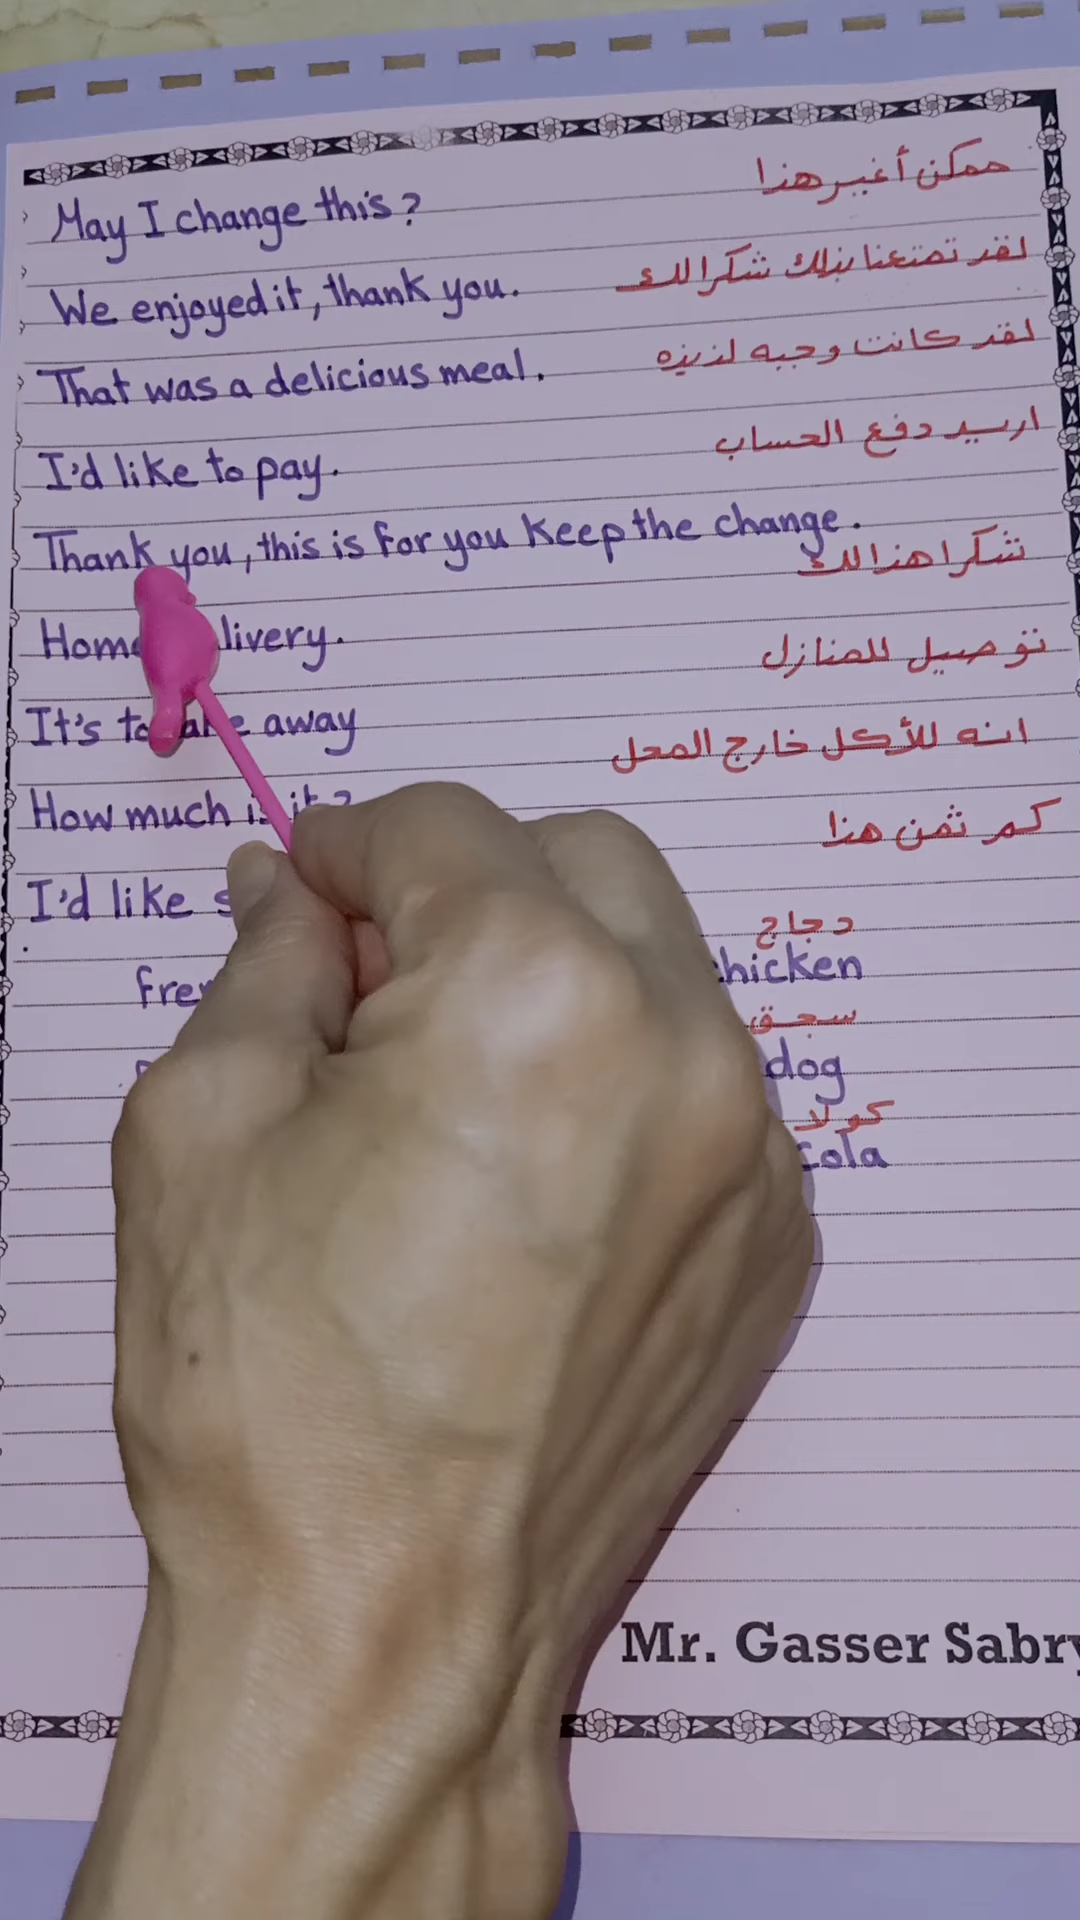 May I change this? ممكن أغير هذا
We enjoyed it, thank you. لقد تمتعنا بذلك شكرا لك
That was a delicious meal. لقد كانت وجبه لذيذه
I'd like to pay. اريد دفع الحساب
Thank you, this is for you keep the change.
شكرا هذا لك
livery. توصيل للمنازل
It's away انه للأكل خارج المحل
How much is it? كم ثمن هذا
I'd like
دجاج
chicken
سجق
dog
كولا
cola
Mr. Gasser Sabry